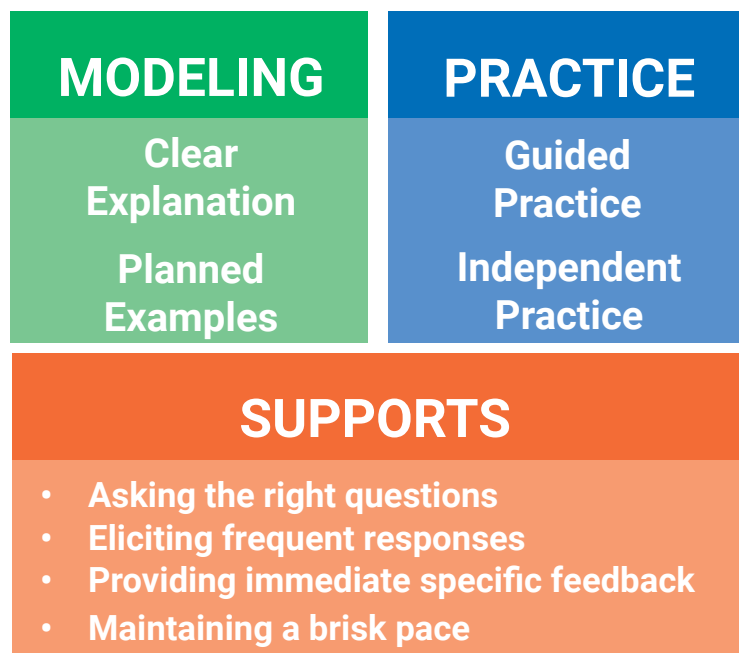 MODELING
Clear
Explanation
Planned
Examples
PRACTICE
Guided
Practice
Independent
Practice
SUPPORTS
• Asking the right questions
• Eliciting frequent responses
• Providing immediate specific feedback
• Maintaining a brisk pace